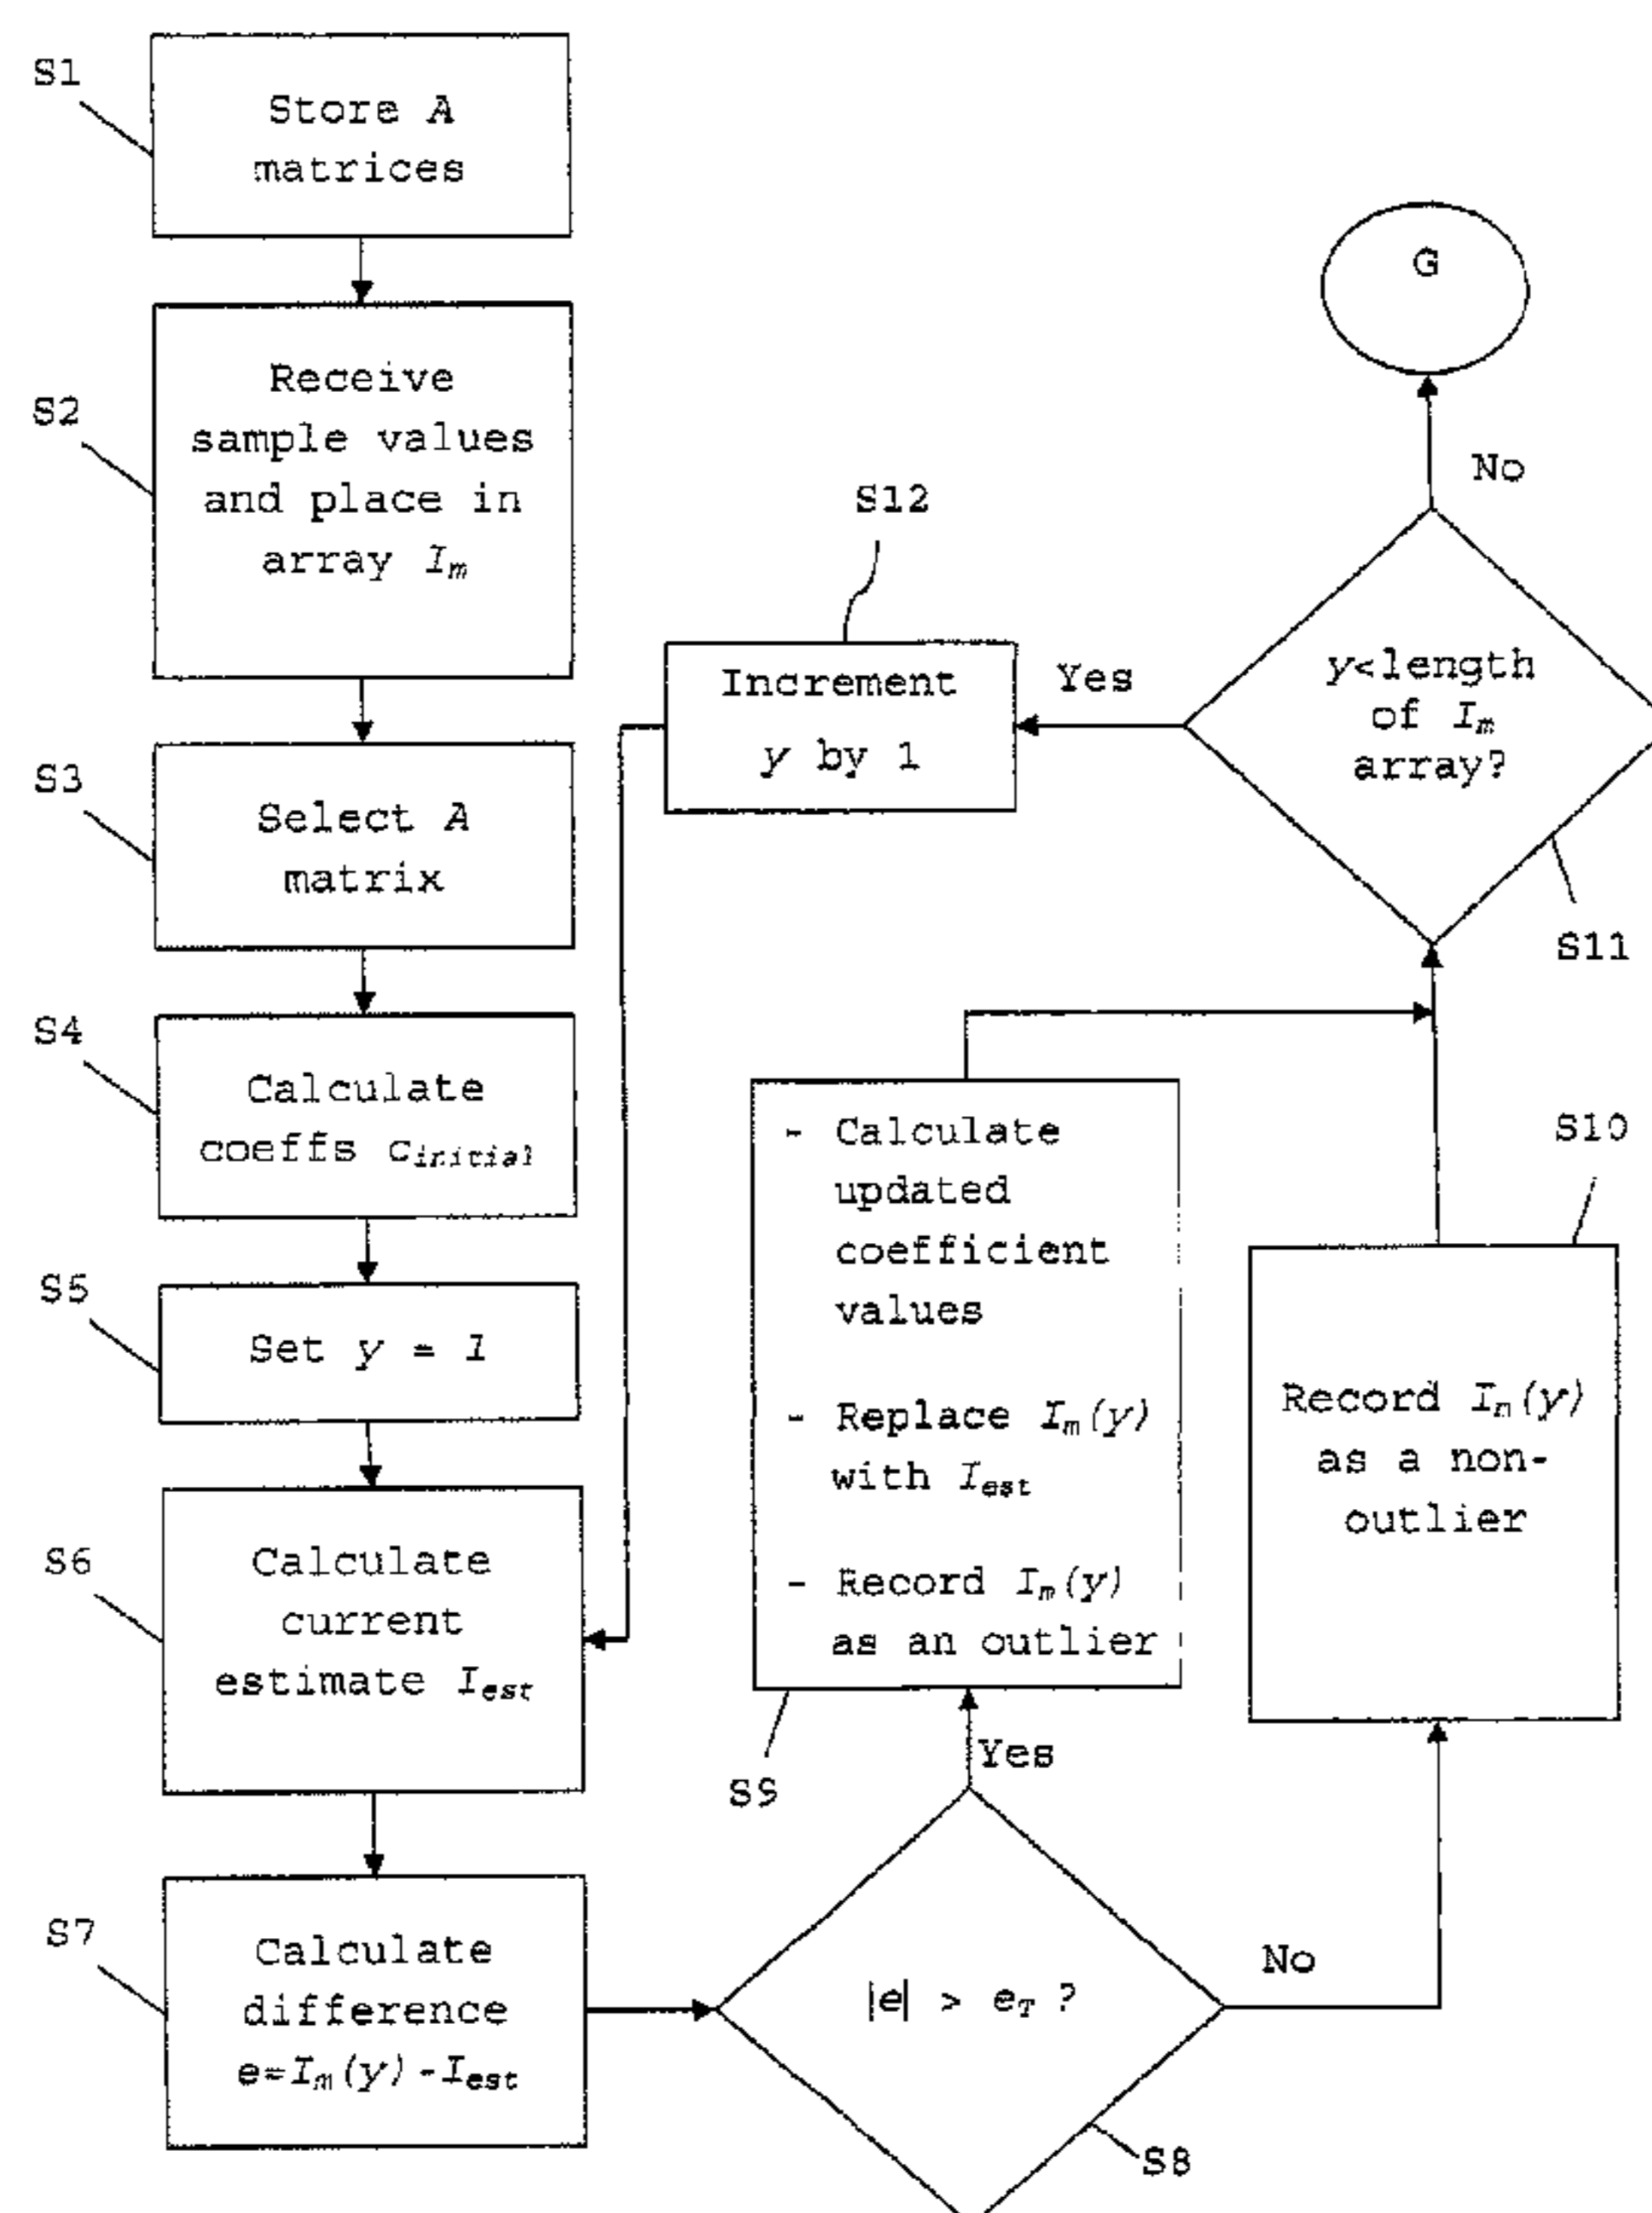 S1
Store A
matrices
S2
Receive
sample values
and place in
array Im
S3
Select A
matrix
S4
Calculate
coeffs cinitial
S5
Set y = 1
S6
Calculate
current
estimate Iest
S7
Calculate
difference
e=Im(y)-Iest
|e| > eT ?
S8
Yes
No
S9
- Calculate
updated
coefficient
values
- Replace Im(y)
with Iest
- Record Im(y)
as an outlier
S10
Record Im(y)
as a non-
outlier
S11
y<length
of Im
array?
Yes
No
S12
Increment
y by 1
G